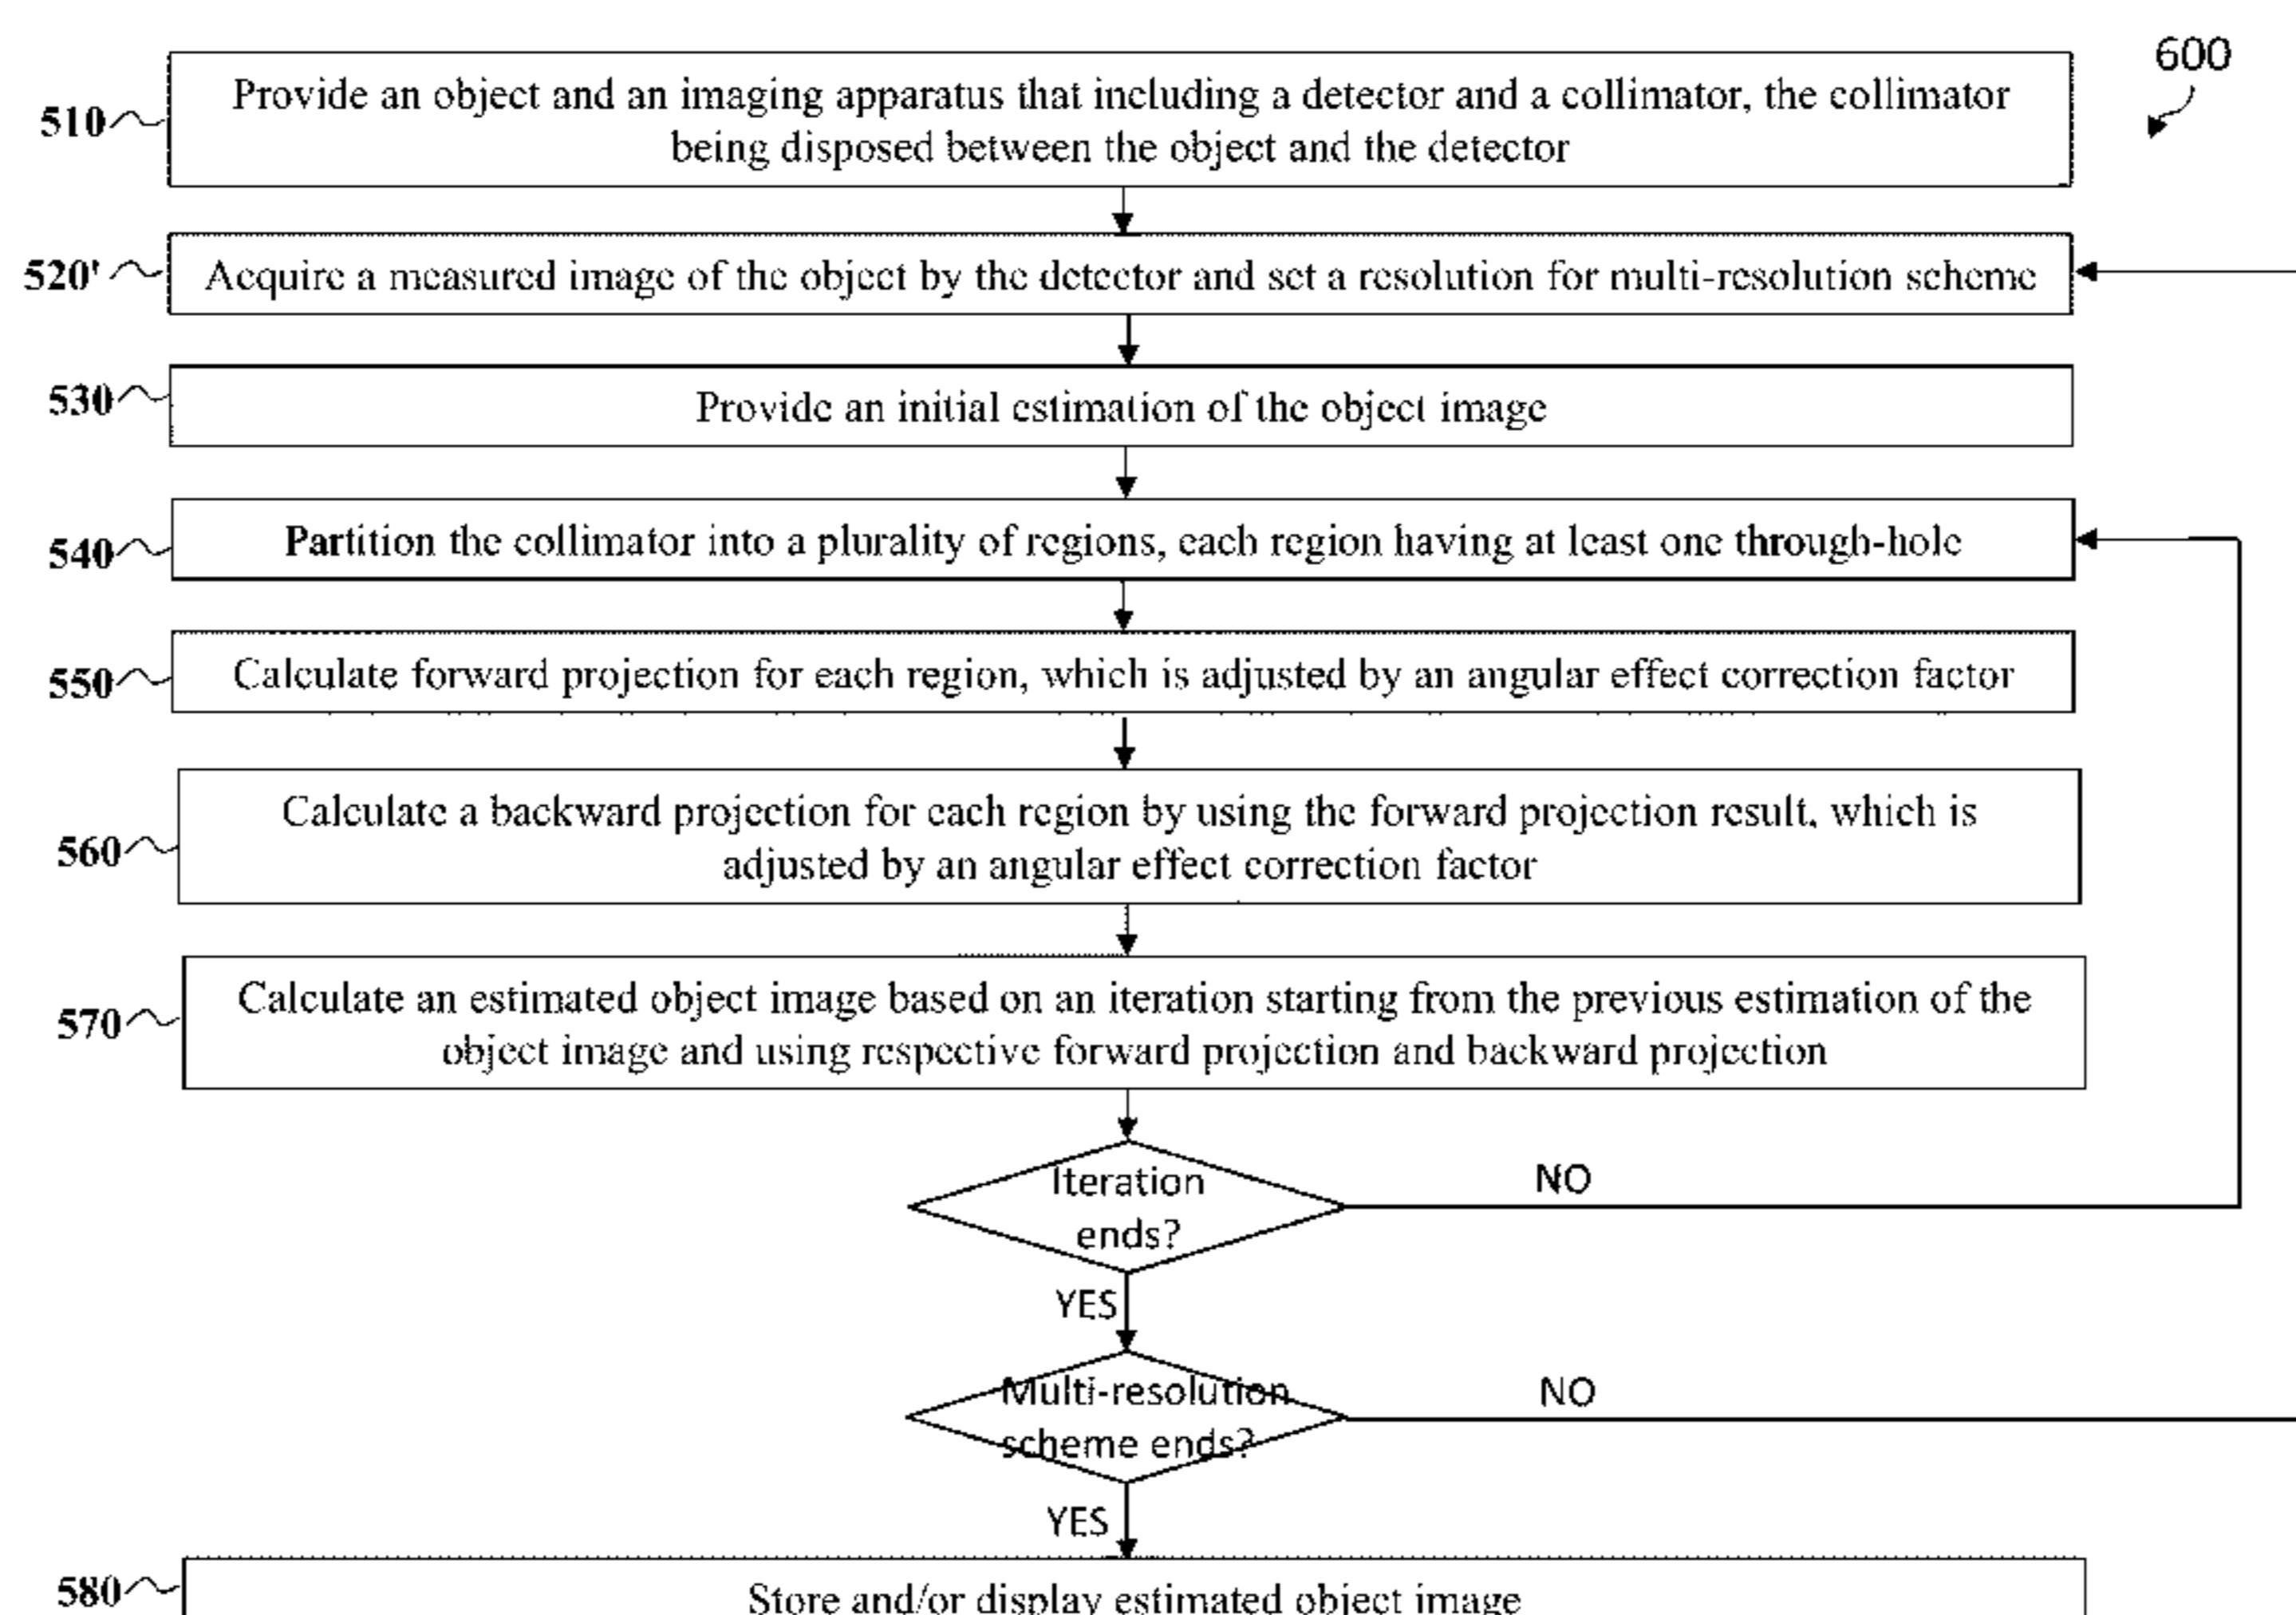 600
510
Provide an object and an imaging apparatus that including a detector and a collimator, the collimator
being disposed between the object and the detector
520'
Acquire a measured image of the object by the detector and set a resolution for multi-resolution scheme
530
Provide an initial estimation of the object image
540
Partition the collimator into a plurality of regions, each region having at least one through-hole
550
Calculate forward projection for each region, which is adjusted by an angular effect correction factor
560
Calculate a backward projection for each region by using the forward projection result, which is
adjusted by an angular effect correction factor
570
Calculate an estimated object image based on an iteration starting from the previous estimation of the
object image and using respective forward projection and backward projection
Iteration
ends?
NO
YES
Multi-resolution
scheme ends?
NO
YES
580
Store and/or display estimated object image